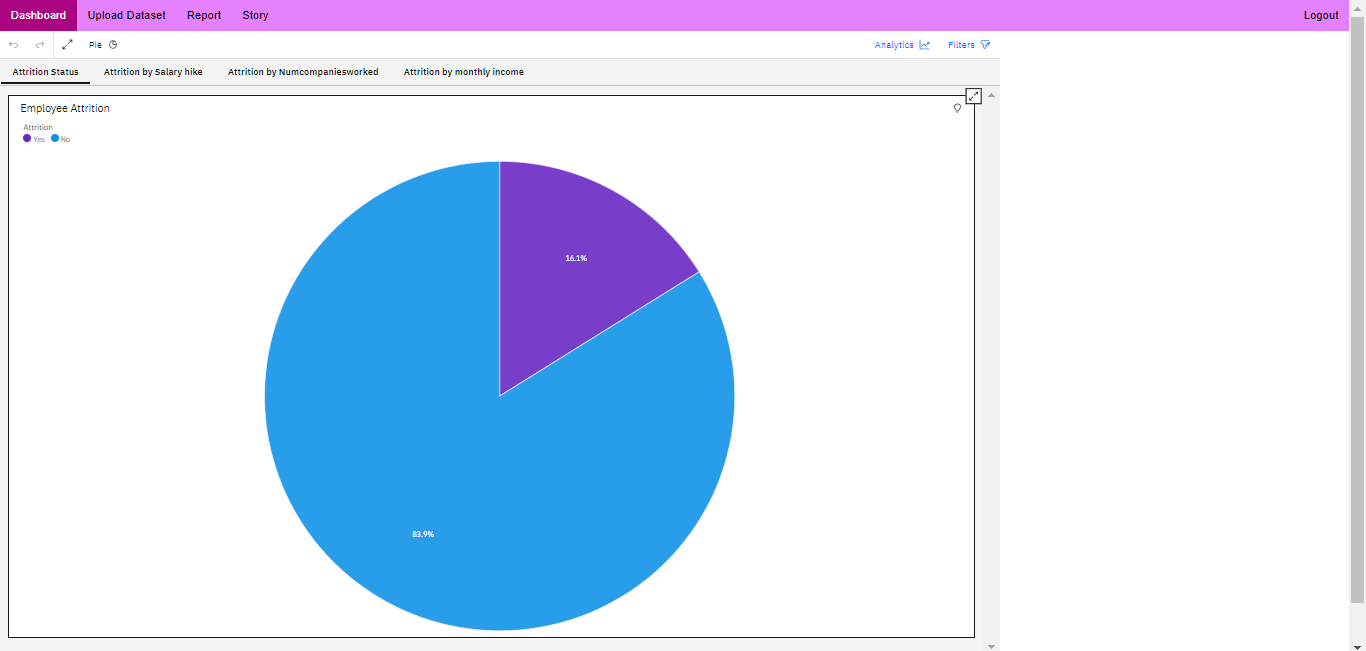 Dashboard Upload Dataset Report Story Logout
Pie Analytics Filters
Attrition Status Attrition by Salary hike Attrition by Numcompaniesworked Attrition by monthly income
Employee Attrition
Attrition
Yes No
16.1%
83.9%